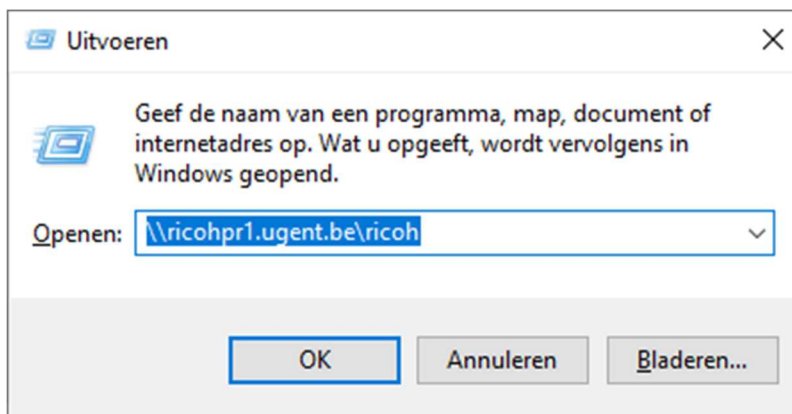 Uitvoeren
Geef de naam van een programma, map, document of
internetadres op. Wat u opgeeft, wordt vervolgens in
Windows geopend.
Openen: \\ricohpr1.ugent.be\ricoh
OK Annuleren Bladeren...